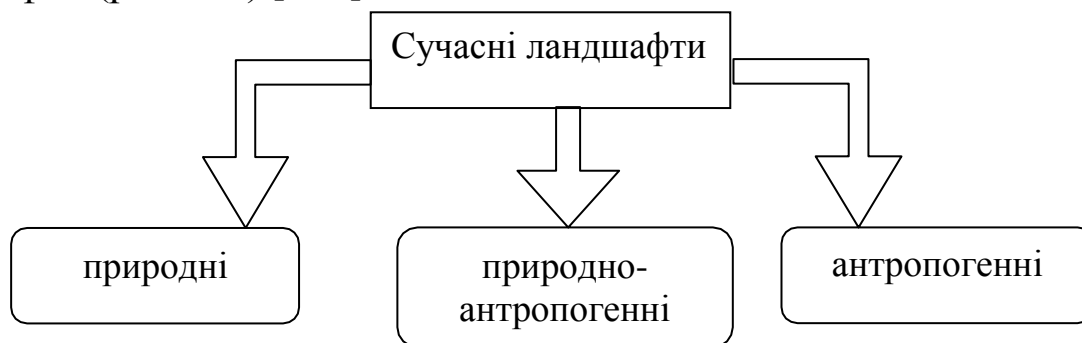 Сучасні ландшафти
природні
природно-
антропогенні
антропогенні